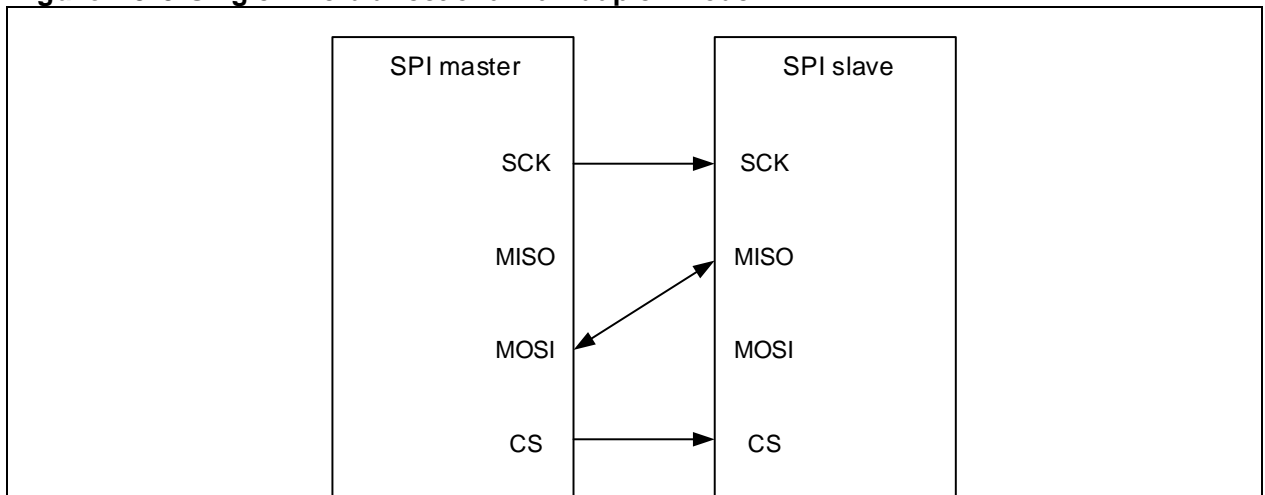 SPI master SPI slave
SCK SCK
MISO MISO
MOSI MOSI
CS CS